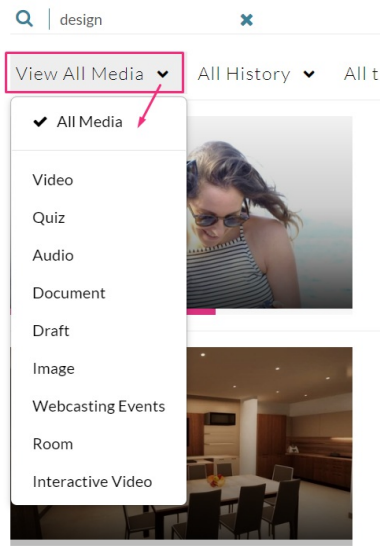 design
View All Media All History All t
All Media
Video
Quiz
Audio
Document
Draft
Image
Webcasting Events
Room
Interactive Video